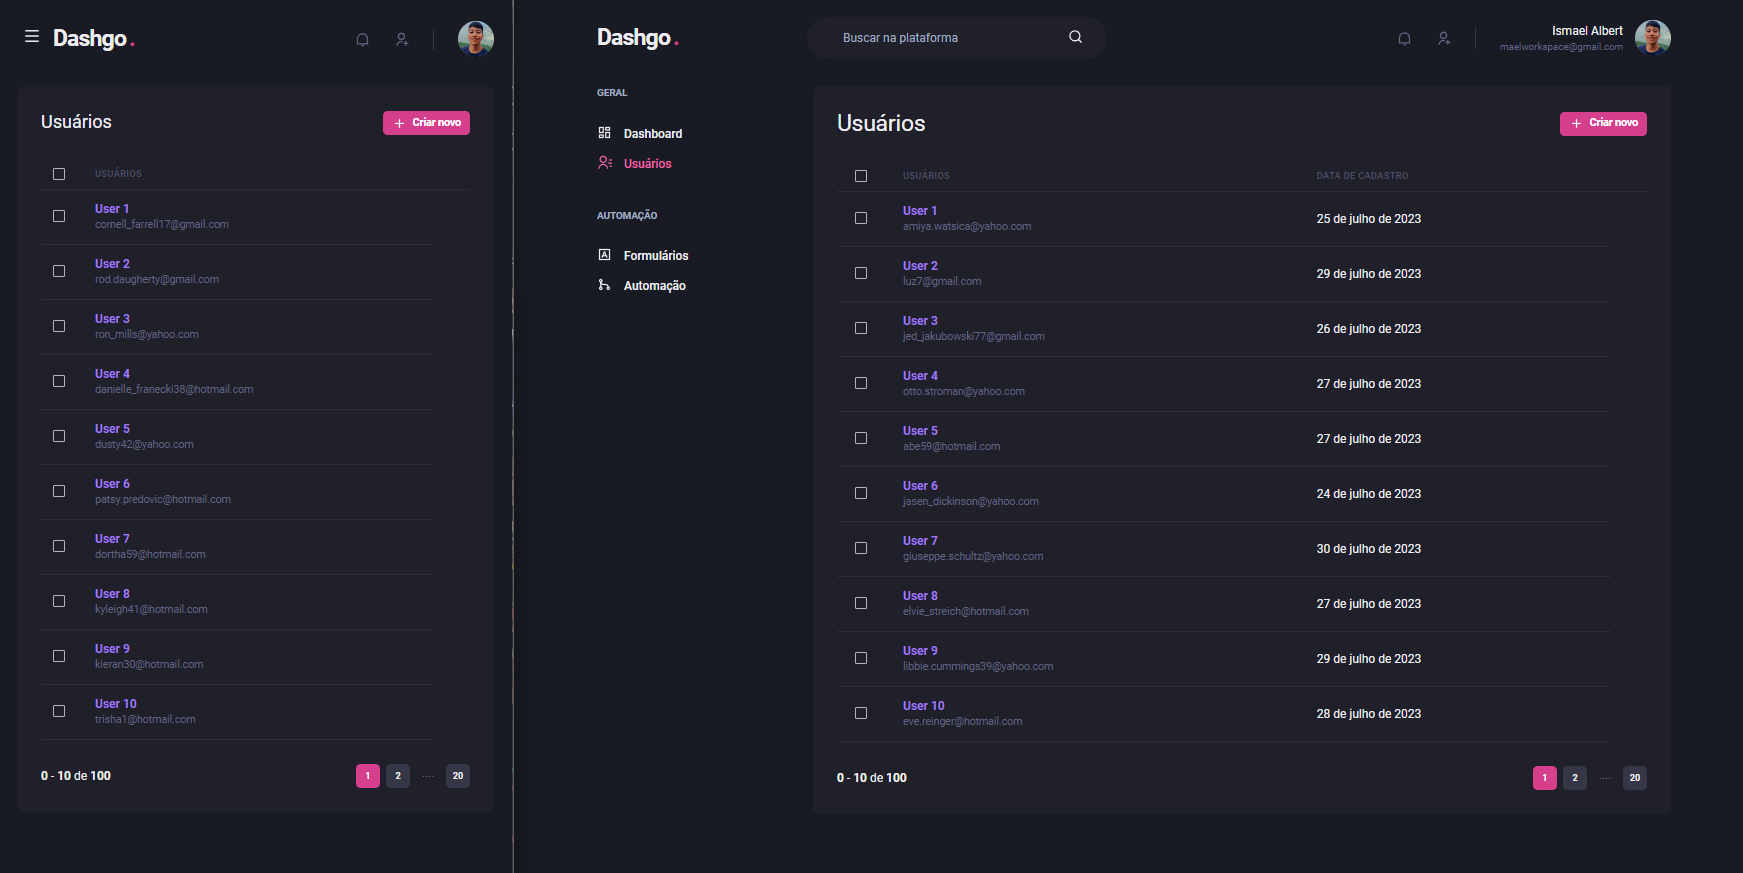 Dashgo.
Usuários
+ Criar novo
USUÁRIOS
User 1
cornell_farrell17@gmail.com
User 2
rod.daugherty@gmail.com
User 3
ron_mills@yahoo.com
User 4
danielle_franecki38@hotmail.com
User 5
dusty42@yahoo.com
User 6
patsy.predovic@hotmail.com
User 7
dortha59@hotmail.com
User 8
kyleigh41@hotmail.com
User 9
kieran30@hotmail.com
User 10
trisha1@hotmail.com
0 - 10 de 100
1 2 .... 20
Dashgo.
Buscar na plataforma
Ismael Albert
maelworkspace@gmail.com
GERAL
Dashboard
Usuários
AUTOMAÇÃO
Formulários
Automação
Usuários
+ Criar novo
USUÁRIOS DATA DE CADASTRO
User 1
amiya.watsica@yahoo.com
25 de julho de 2023
User 2
luz7@gmail.com
29 de julho de 2023
User 3
jed_jakubowski77@gmail.com
26 de julho de 2023
User 4
otto.stroman@yahoo.com
27 de julho de 2023
User 5
abe59@hotmail.com
27 de julho de 2023
User 6
jasen_dickinson@yahoo.com
24 de julho de 2023
User 7
giuseppe.schultz@yahoo.com
30 de julho de 2023
User 8
elvie_streich@hotmail.com
27 de julho de 2023
User 9
libbie.cummings39@yahoo.com
29 de julho de 2023
User 10
eve.reinger@hotmail.com
28 de julho de 2023
0 - 10 de 100
1 2 .... 20